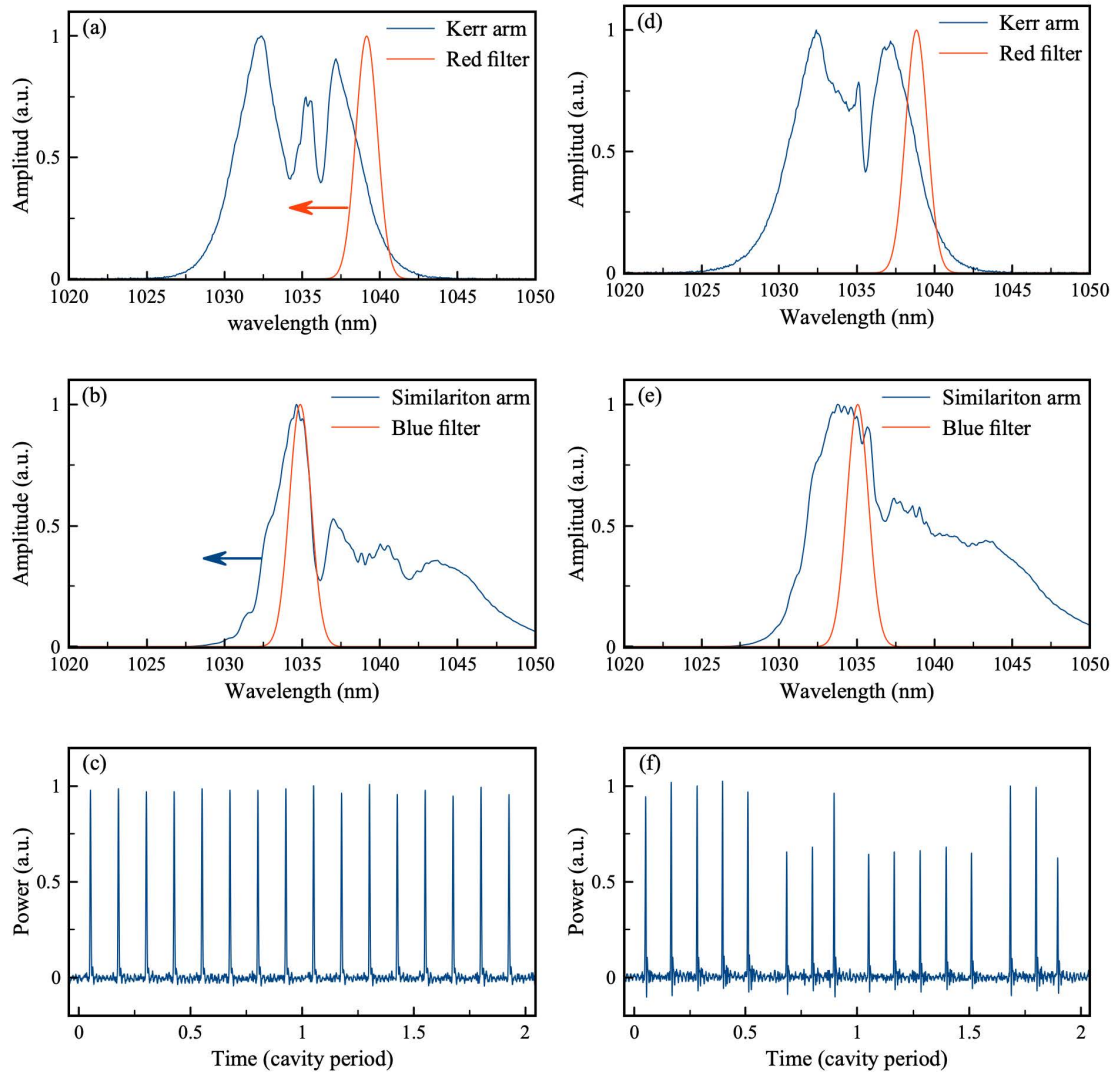 (a)
Kerr arm
Red filter
Amplitud (a.u.)
1
0.5
0
1020 1025 1030 1035 1040 1045 1050
wavelength (nm)
(d)
Kerr arm
Red filter
Amplitud (a.u.)
1
0.5
0
1020 1025 1030 1035 1040 1045 1050
Wavelength (nm)
(b)
Similariton arm
Blue filter
Amplitude (a.u.)
1
0.5
0
1020 1025 1030 1035 1040 1045 1050
Wavelength (nm)
(e)
Similariton arm
Blue filter
Amplitud (a.u.)
1
0.5
0
1020 1025 1030 1035 1040 1045 1050
Wavelength (nm)
(c)
Power (a.u.)
1
0.5
0
0 0.5 1 1.5 2
Time (cavity period)
(f)
Power (a.u.)
1
0.5
0
0 0.5 1 1.5 2
Time (cavity period)